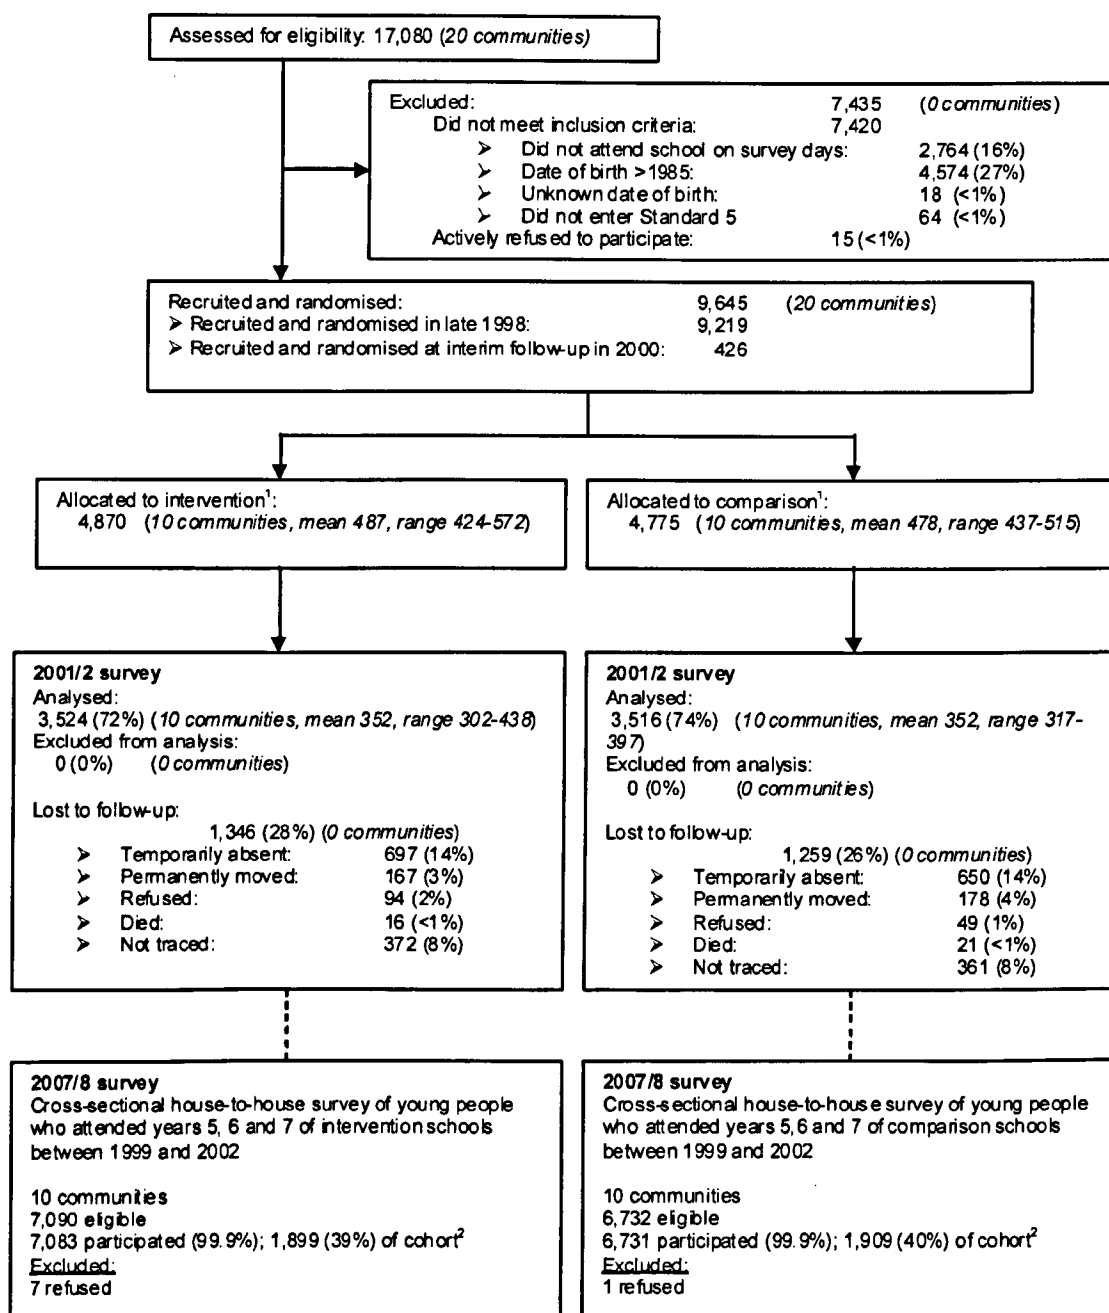 Assessed for eligibility: 17,080 (20 communities)
Excluded: 7,435 (0 communities)
Did not meet inclusion criteria: 7,420
➤ Did not attend school on survey days: 2,764 (16%)
➤ Date of birth >1985: 4,574 (27%)
➤ Unknown date of birth: 18 (<1%)
➤ Did not enter Standard 5 64 (<1%)
Actively refused to participate: 15 (<1%)
Recruited and randomised: 9,645 (20 communities)
➤ Recruited and randomised in late 1998: 9,219
➤ Recruited and randomised at interim follow-up in 2000: 426
Allocated to intervention¹:
4,870 (10 communities, mean 487, range 424-572)
Allocated to comparison¹:
4,775 (10 communities, mean 478, range 437-515)
2001/2 survey
Analysed:
3,524 (72%) (10 communities, mean 352, range 302-438)
Excluded from analysis:
0 (0%) (0 communities)
Lost to follow-up:
1,346 (28%) (0 communities)
➤ Temporarily absent: 697 (14%)
➤ Permanently moved: 167 (3%)
➤ Refused: 94 (2%)
➤ Died: 16 (<1%)
➤ Not traced: 372 (8%)
2001/2 survey
Analysed:
3,516 (74%) (10 communities, mean 352, range 317-
397)
Excluded from analysis:
0 (0%) (0 communities)
Lost to follow-up:
1,259 (26%) (0 communities)
➤ Temporarily absent: 650 (14%)
➤ Permanently moved: 178 (4%)
➤ Refused: 49 (1%)
➤ Died: 21 (<1%)
➤ Not traced: 361 (8%)
2007/8 survey
Cross-sectional house-to-house survey of young people
who attended years 5, 6 and 7 of intervention schools
between 1999 and 2002
10 communities
7,090 eligible
7,083 participated (99.9%); 1,899 (39%) of cohort²
Excluded:
7 refused
2007/8 survey
Cross-sectional house-to-house survey of young people
who attended years 5, 6 and 7 of comparison schools
between 1999 and 2002
10 communities
6,732 eligible
6,731 participated (99.9%); 1,909 (40%) of cohort²
Excluded:
1 refused